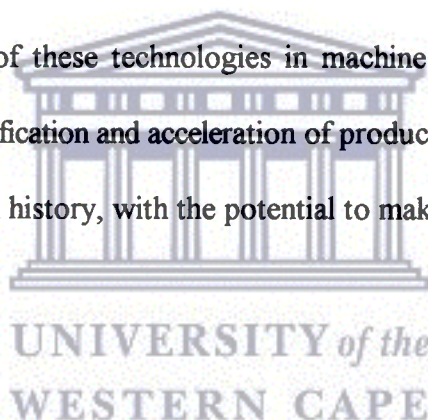 of these technologies in machine
fication and acceleration of produc
history, with the potential to mak
UNIVERSITY of the
WESTERN CAPE